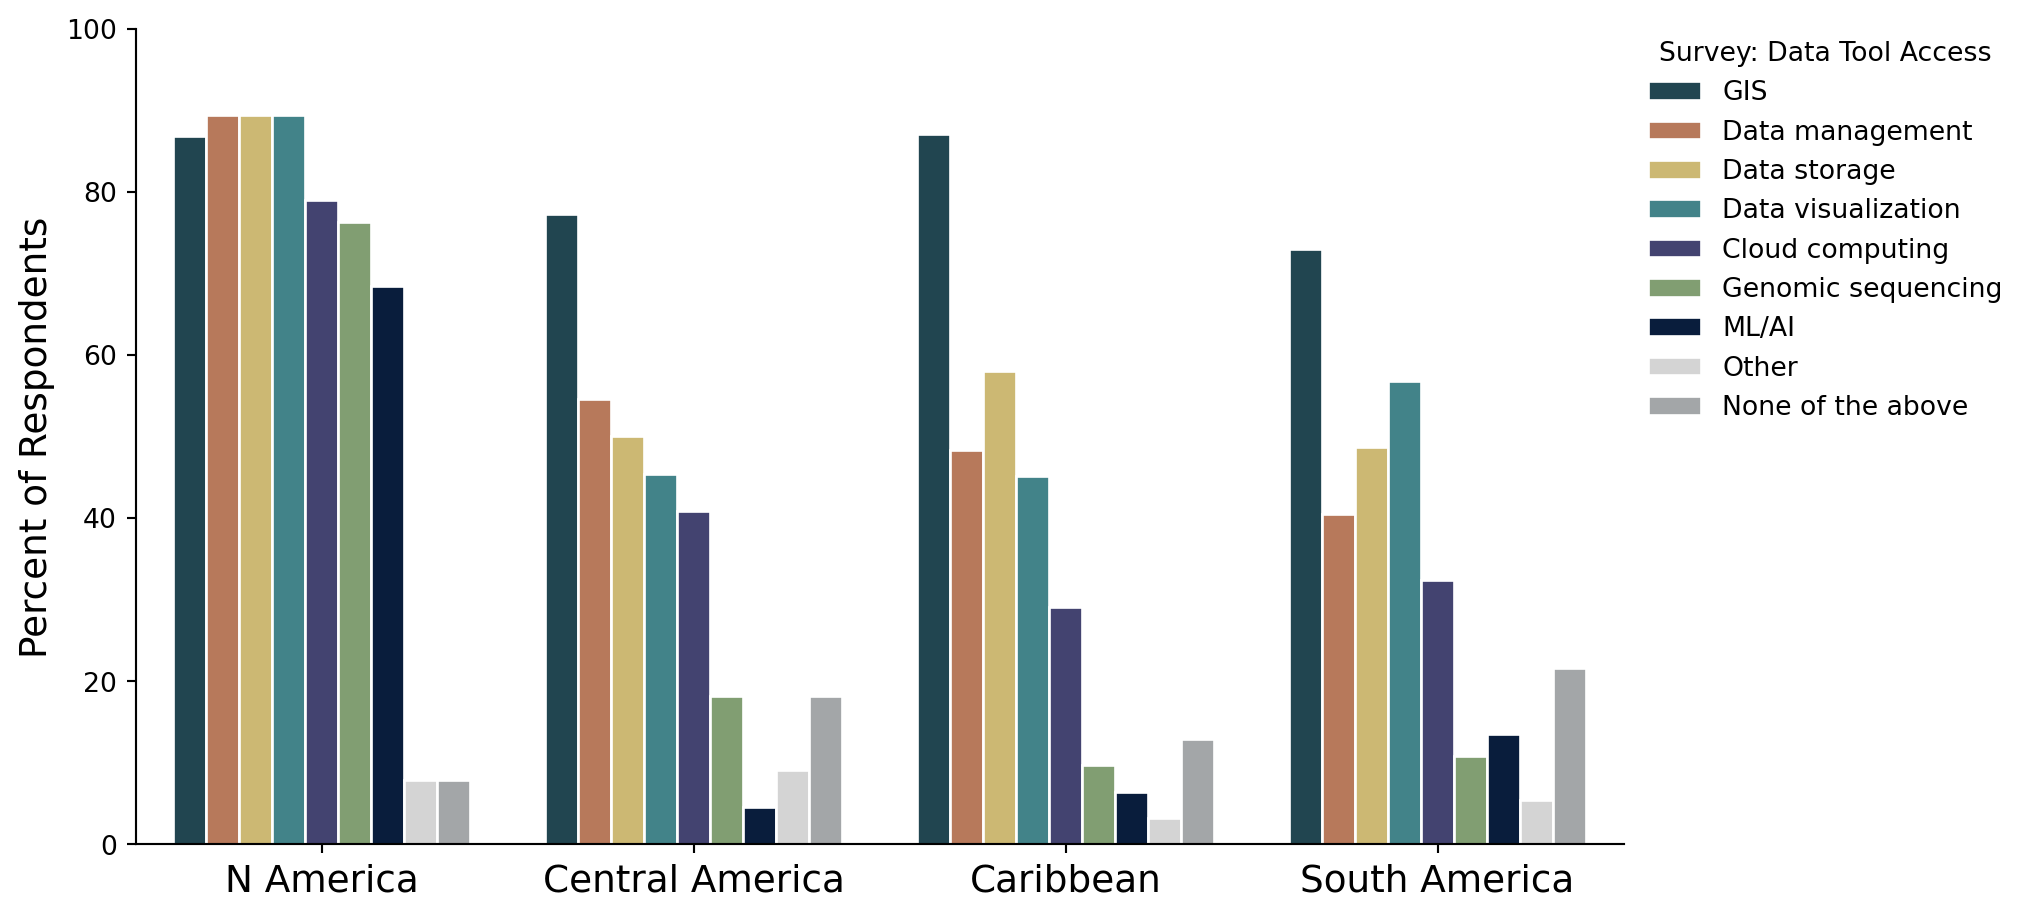 Percent of Respondents
100
80
60
40
20
0
N America
Central America
Caribbean
South America
Survey: Data Tool Access
GIS
Data management
Data storage
Data visualization
Cloud computing
Genomic sequencing
ML/AI
Other
None of the above